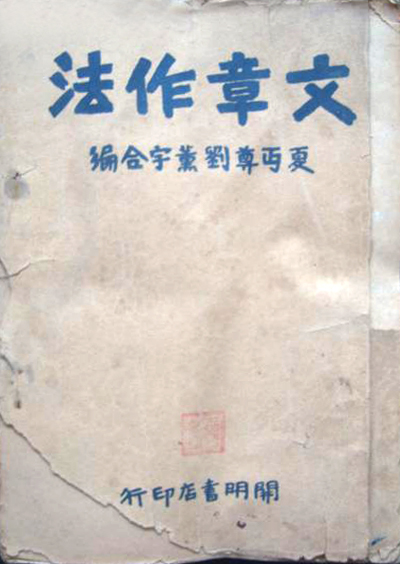 文章作法
夏丏尊劉薰宇合編
開明書店印行